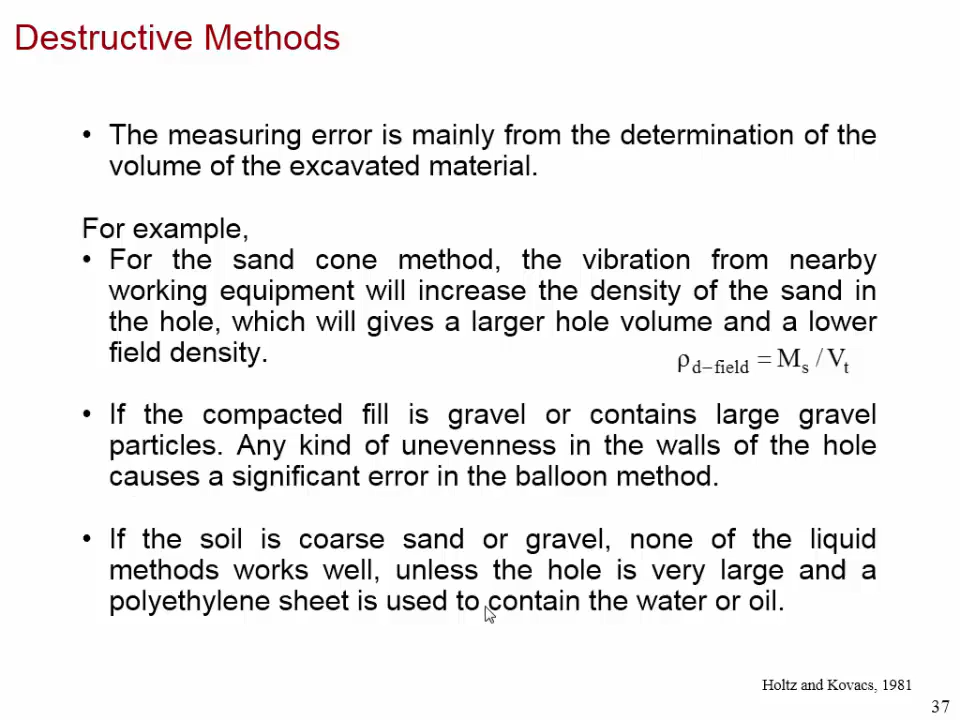 Destructive Methods
• The measuring error is mainly from the determination of the
volume of the excavated material.
For example,
• For the sand cone method, the vibration from nearby
working equipment will increase the density of the sand in
the hole, which will gives a larger hole volume and a lower
field density.
ρd−field = Ms / Vt
• If the compacted fill is gravel or contains large gravel
particles. Any kind of unevenness in the walls of the hole
causes a significant error in the balloon method.
• If the soil is coarse sand or gravel, none of the liquid
methods works well, unless the hole is very large and a
polyethylene sheet is used to contain the water or oil.
Holtz and Kovacs, 1981
37